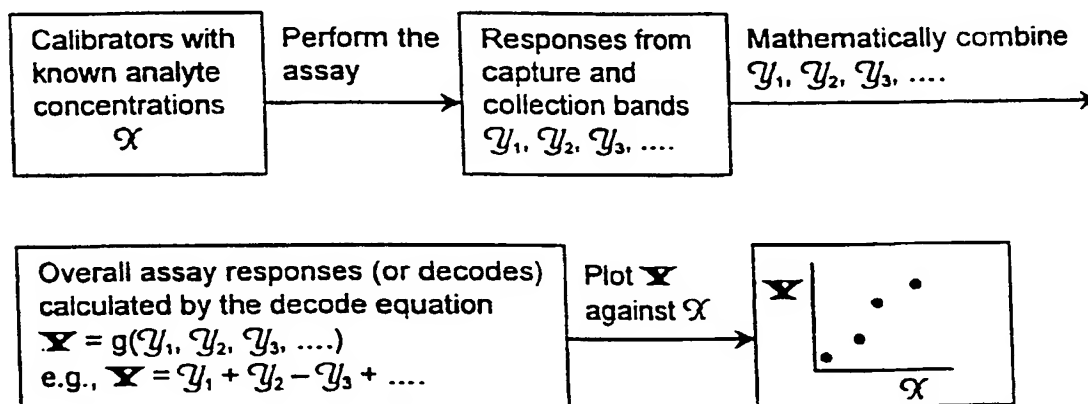 Calibrators with
known analyte
concentrations
𝒳
Perform the
assay
Responses from
capture and
collection bands
𝒴₁, 𝒴₂, 𝒴₃, ....
Mathematically combine
𝒴₁, 𝒴₂, 𝒴₃, ....
Overall assay responses (or decodes)
calculated by the decode equation
.𝐘 = g(𝒴₁, 𝒴₂, 𝒴₃, ....)
e.g., 𝐘 = 𝒴₁ + 𝒴₂ – 𝒴₃ + ....
Plot 𝐘
against 𝒳
𝐘
𝒳